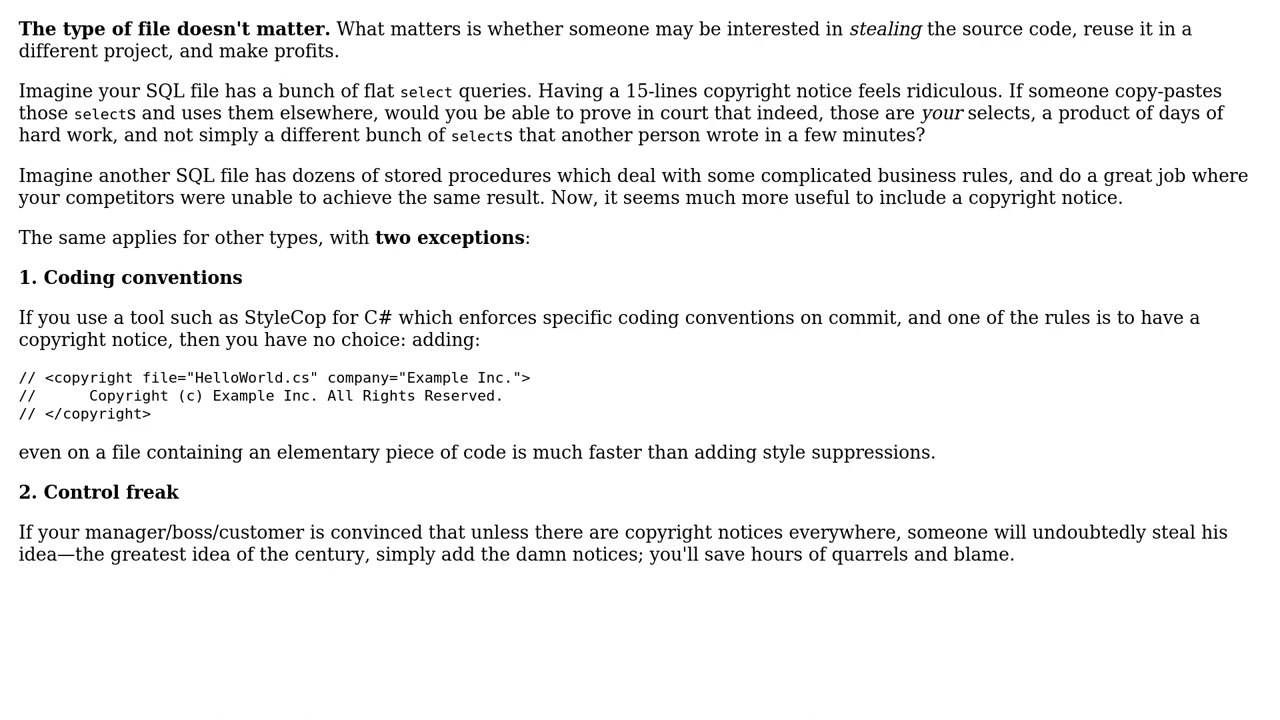 The type of file doesn't matter. What matters is whether someone may be interested in stealing the source code, reuse it in a
different project, and make profits.
Imagine your SQL file has a bunch of flat select queries. Having a 15-lines copyright notice feels ridiculous. If someone copy-pastes
those selects and uses them elsewhere, would you be able to prove in court that indeed, those are your selects, a product of days of
hard work, and not simply a different bunch of selects that another person wrote in a few minutes?
Imagine another SQL file has dozens of stored procedures which deal with some complicated business rules, and do a great job where
your competitors were unable to achieve the same result. Now, it seems much more useful to include a copyright notice.
The same applies for other types, with two exceptions:
1. Coding conventions
If you use a tool such as StyleCop for C# which enforces specific coding conventions on commit, and one of the rules is to have a
copyright notice, then you have no choice: adding:
// <copyright file="HelloWorld.cs" company="Example Inc.">
//      Copyright (c) Example Inc. All Rights Reserved.
// </copyright>
even on a file containing an elementary piece of code is much faster than adding style suppressions.
2. Control freak
If your manager/boss/customer is convinced that unless there are copyright notices everywhere, someone will undoubtedly steal his
idea—the greatest idea of the century, simply add the damn notices; you'll save hours of quarrels and blame.